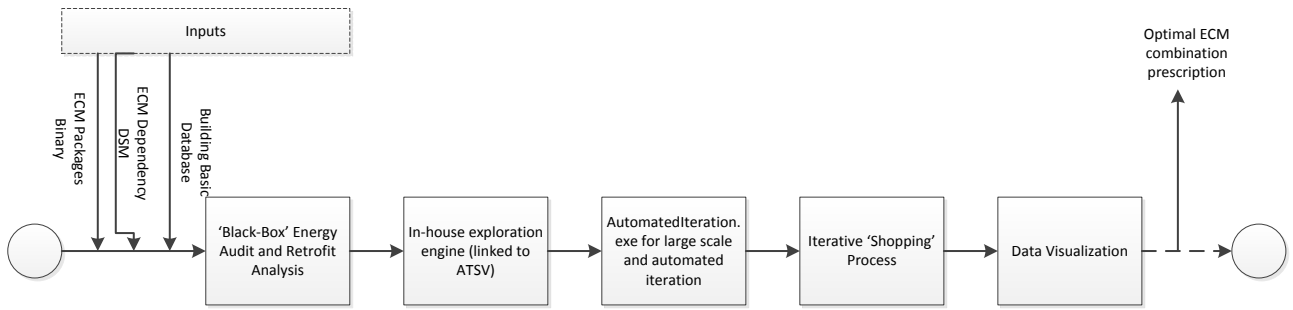 Inputs
Optimal ECM
combination
prescription
ECM Packages
Binary
ECM Dependency
DSM
Building Basic
Database
‘Black-Box’ Energy
Audit and Retrofit
Analysis
In-house exploration
engine (linked to
ATSV)
AutomatedIteration.
exe for large scale
and automated
iteration
Iterative ‘Shopping’
Process
Data Visualization